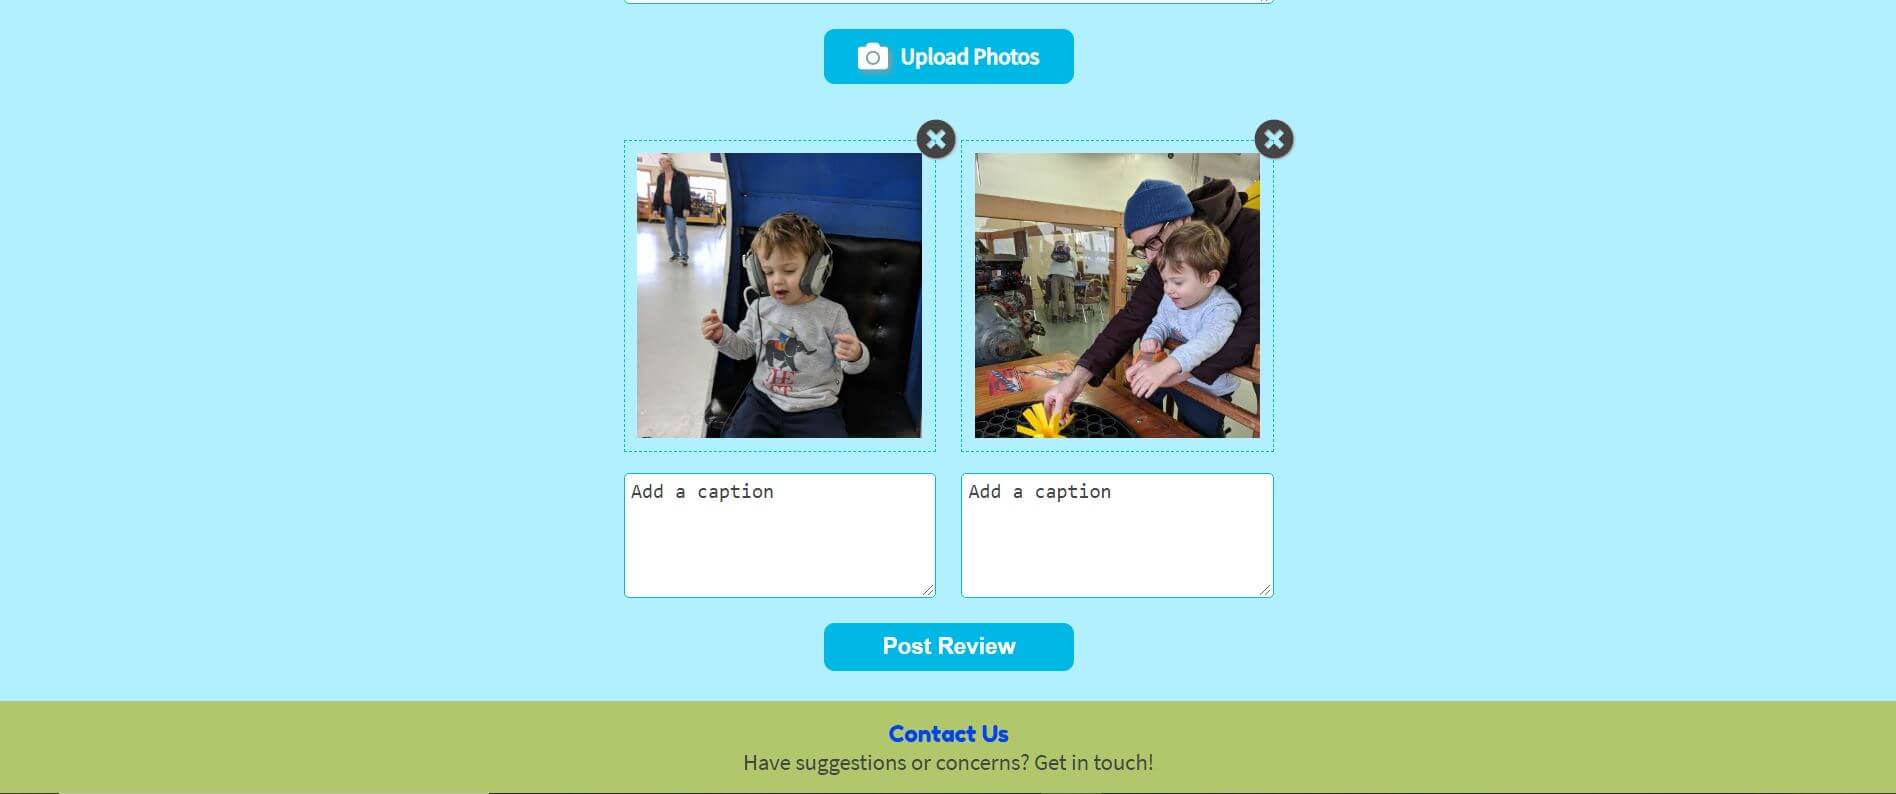 Upload Photos
Add a caption
Add a caption
Post Review
Contact Us
Have suggestions or concerns? Get in touch!